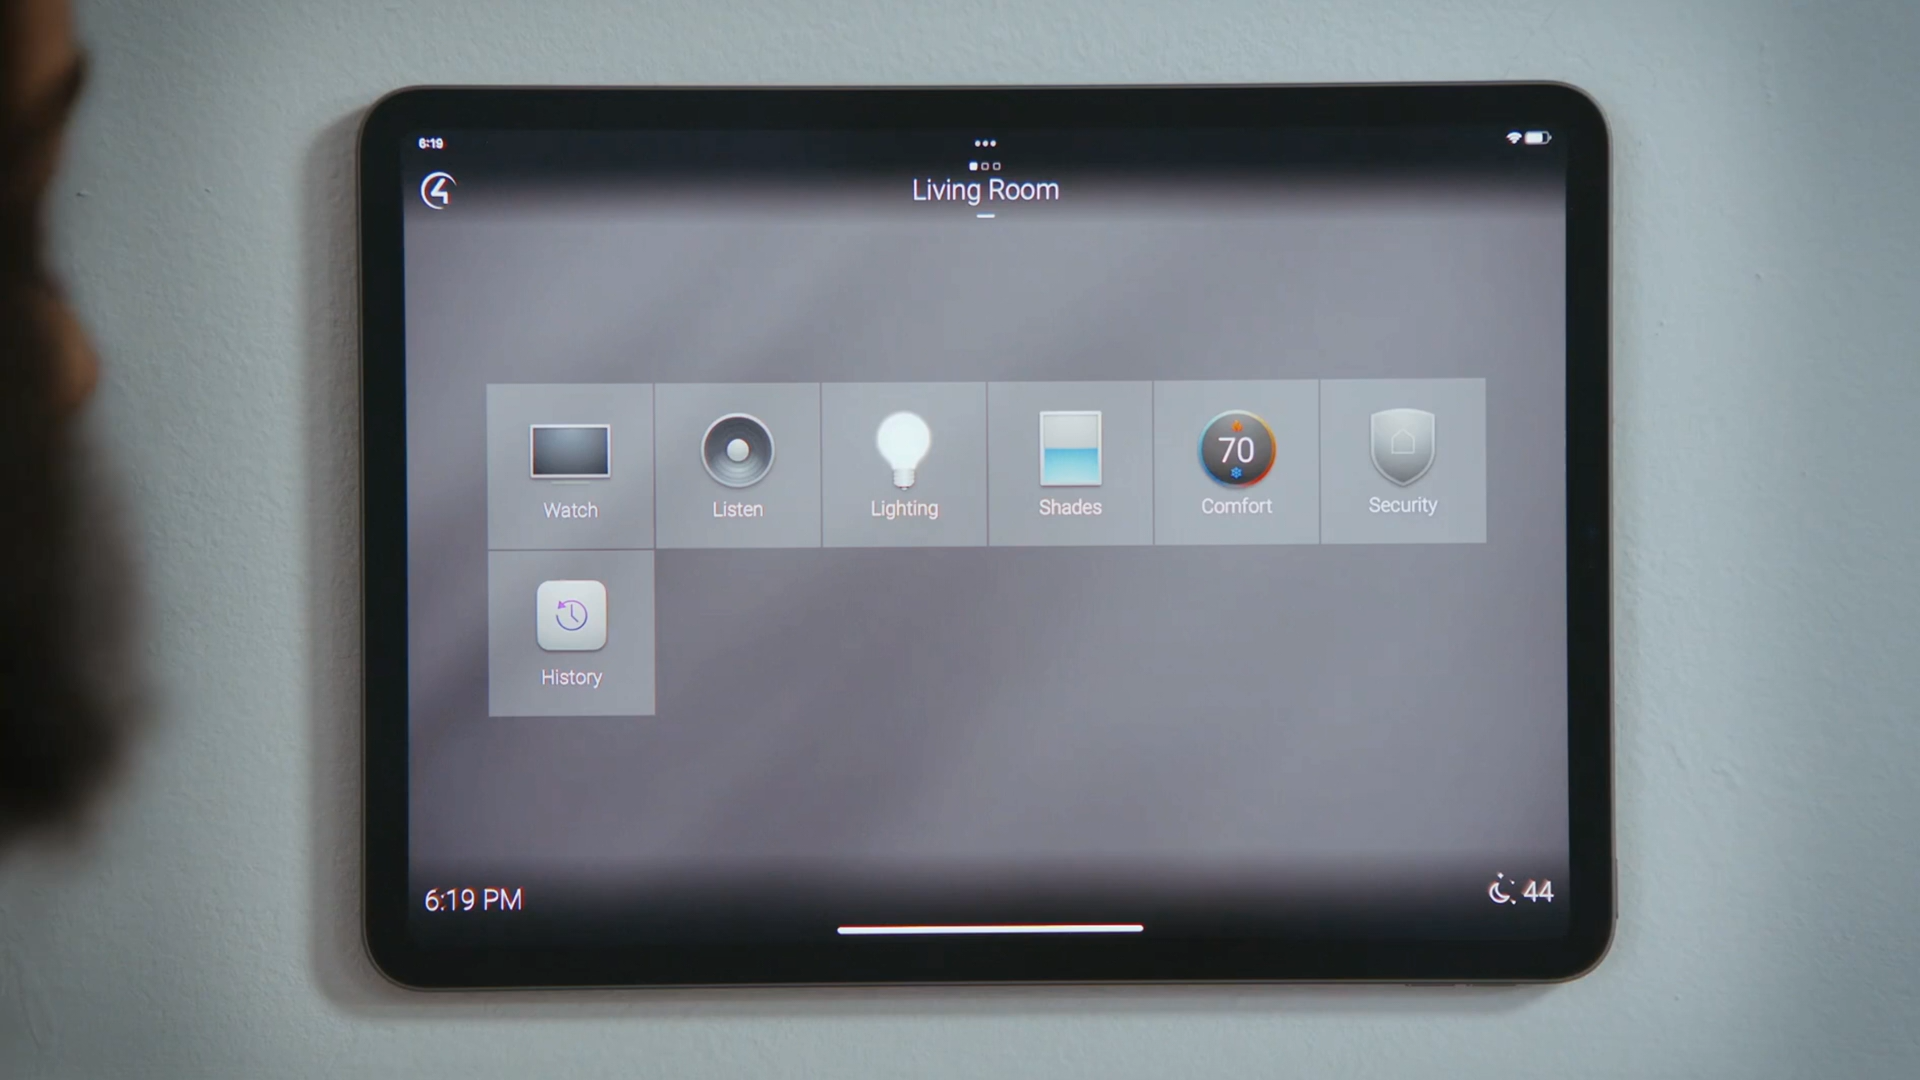 6:19
Living Room
Watch
Listen
Lighting
Shades
70
Comfort
Security
History
6:19 PM
44